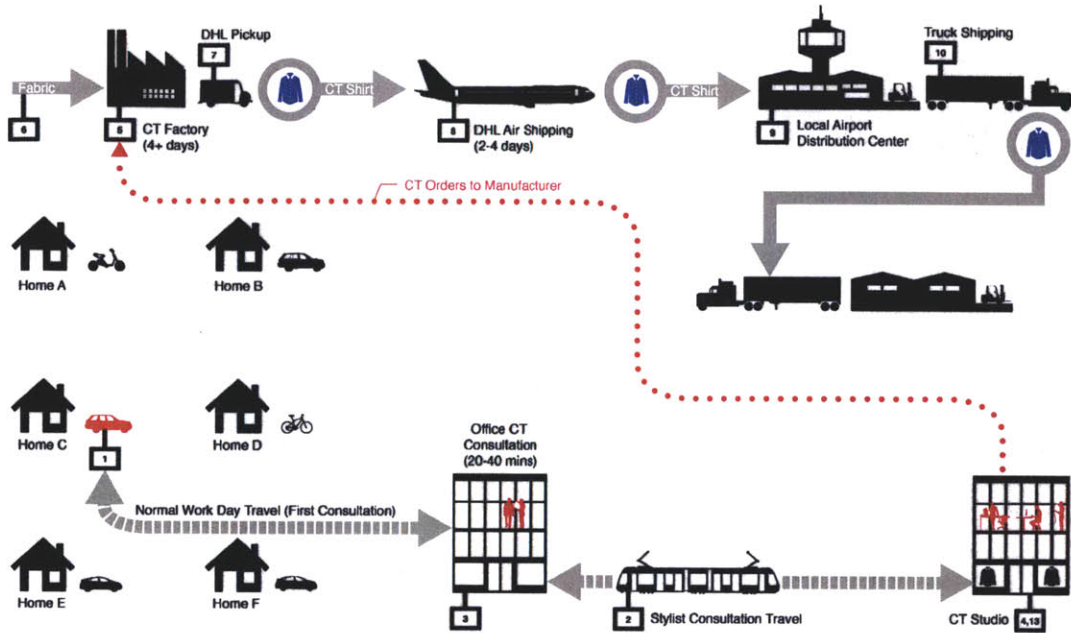 DHL Pickup
7
Truck Shipping
10
Fabric
CT Shirt
CT Shirt
6
5
CT Factory
(4+ days)
8
DHL Air Shipping
(2-4 days)
9
Local Airport
Distribution Center
CT Orders to Manufacturer
Home A
Home B
Home C
Home D
1
Office CT
Consultation
(20-40 mins)
Normal Work Day Travel (First Consultation)
Home E
Home F
3
2
Stylist Consultation Travel
CT Studio
4,13